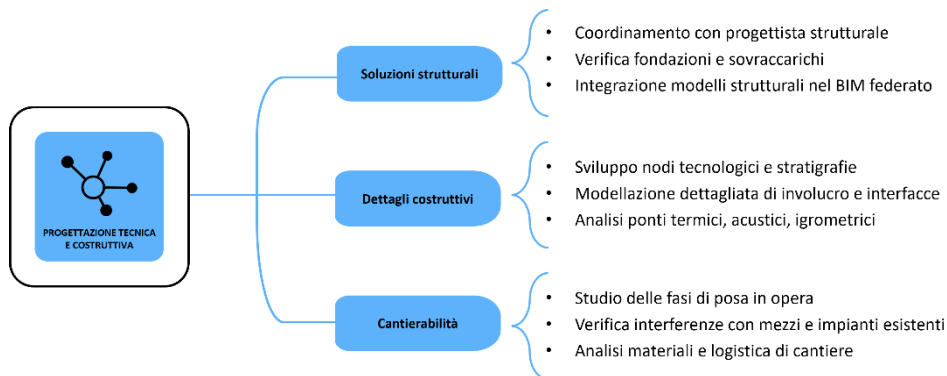 PROGETTAZIONE TECNICA
E COSTRUTTIVA
Soluzioni strutturali
• Coordinamento con progettista strutturale
• Verifica fondazioni e sovraccarichi
• Integrazione modelli strutturali nel BIM federato
Dettagli costruttivi
• Sviluppo nodi tecnologici e stratigrafie
• Modellazione dettagliata di involucro e interfacce
• Analisi ponti termici, acustici, igrometrici
Cantierabilità
• Studio delle fasi di posa in opera
• Verifica interferenze con mezzi e impianti esistenti
• Analisi materiali e logistica di cantiere